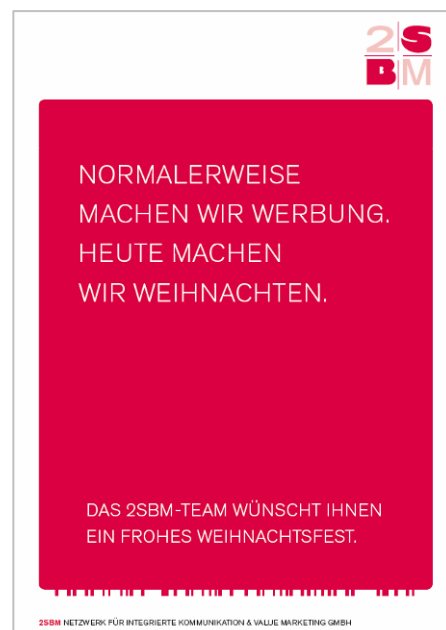 2S
BM
NORMALERWEISE
MACHEN WIR WERBUNG.
HEUTE MACHEN
WIR WEIHNACHTEN.
DAS 2SBM-TEAM WÜNSCHT IHNEN
EIN FROHES WEIHNACHTSFEST.
2SBM NETZWERK FÜR INTEGRIERTE KOMMUNIKATION & VALUE MARKETING GMBH